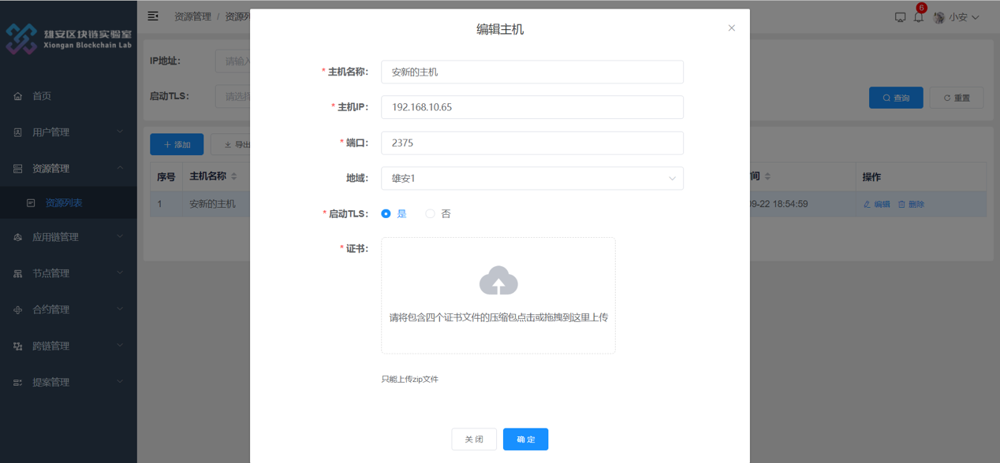 雄安区块链实验室
Xiongan Blockchain Lab
首页
用户管理
资源管理
资源列表
应用链管理
节点管理
合约管理
跨链管理
提案管理
资源管理 / 资源列
6
小安
IP地址:
请输入
启动TLS:
请选择
查询
重置
添加
导出
序号 主机名称 间 操作
1 安新的主机 09-22 18:54:59 编辑 删除
编辑主机
* 主机名称: 安新的主机
* 主机IP: 192.168.10.65
* 端口: 2375
地域: 雄安1
* 启动TLS: 是 否
* 证书:
请将包含四个证书文件的压缩包点击或拖拽到这里上传
只能上传zip文件
关闭 确定